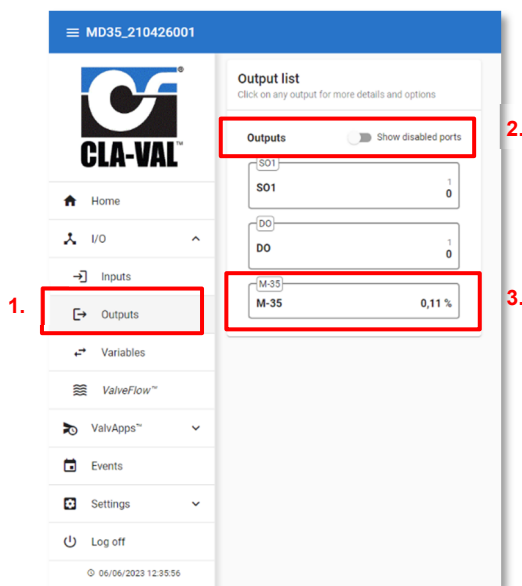 MD35_210426001
CLA-VAL™
Home
I/O
Inputs
1.
Outputs
Variables
ValveFlow™
ValvApps™
Events
Settings
Log off
06/06/2023 12:35:56
Output list
Click on any output for more details and options
Outputs Show disabled ports
2.
SO1
SO1 1
0
DO
DO 1
0
M-35
M-35 0,11 %
3.